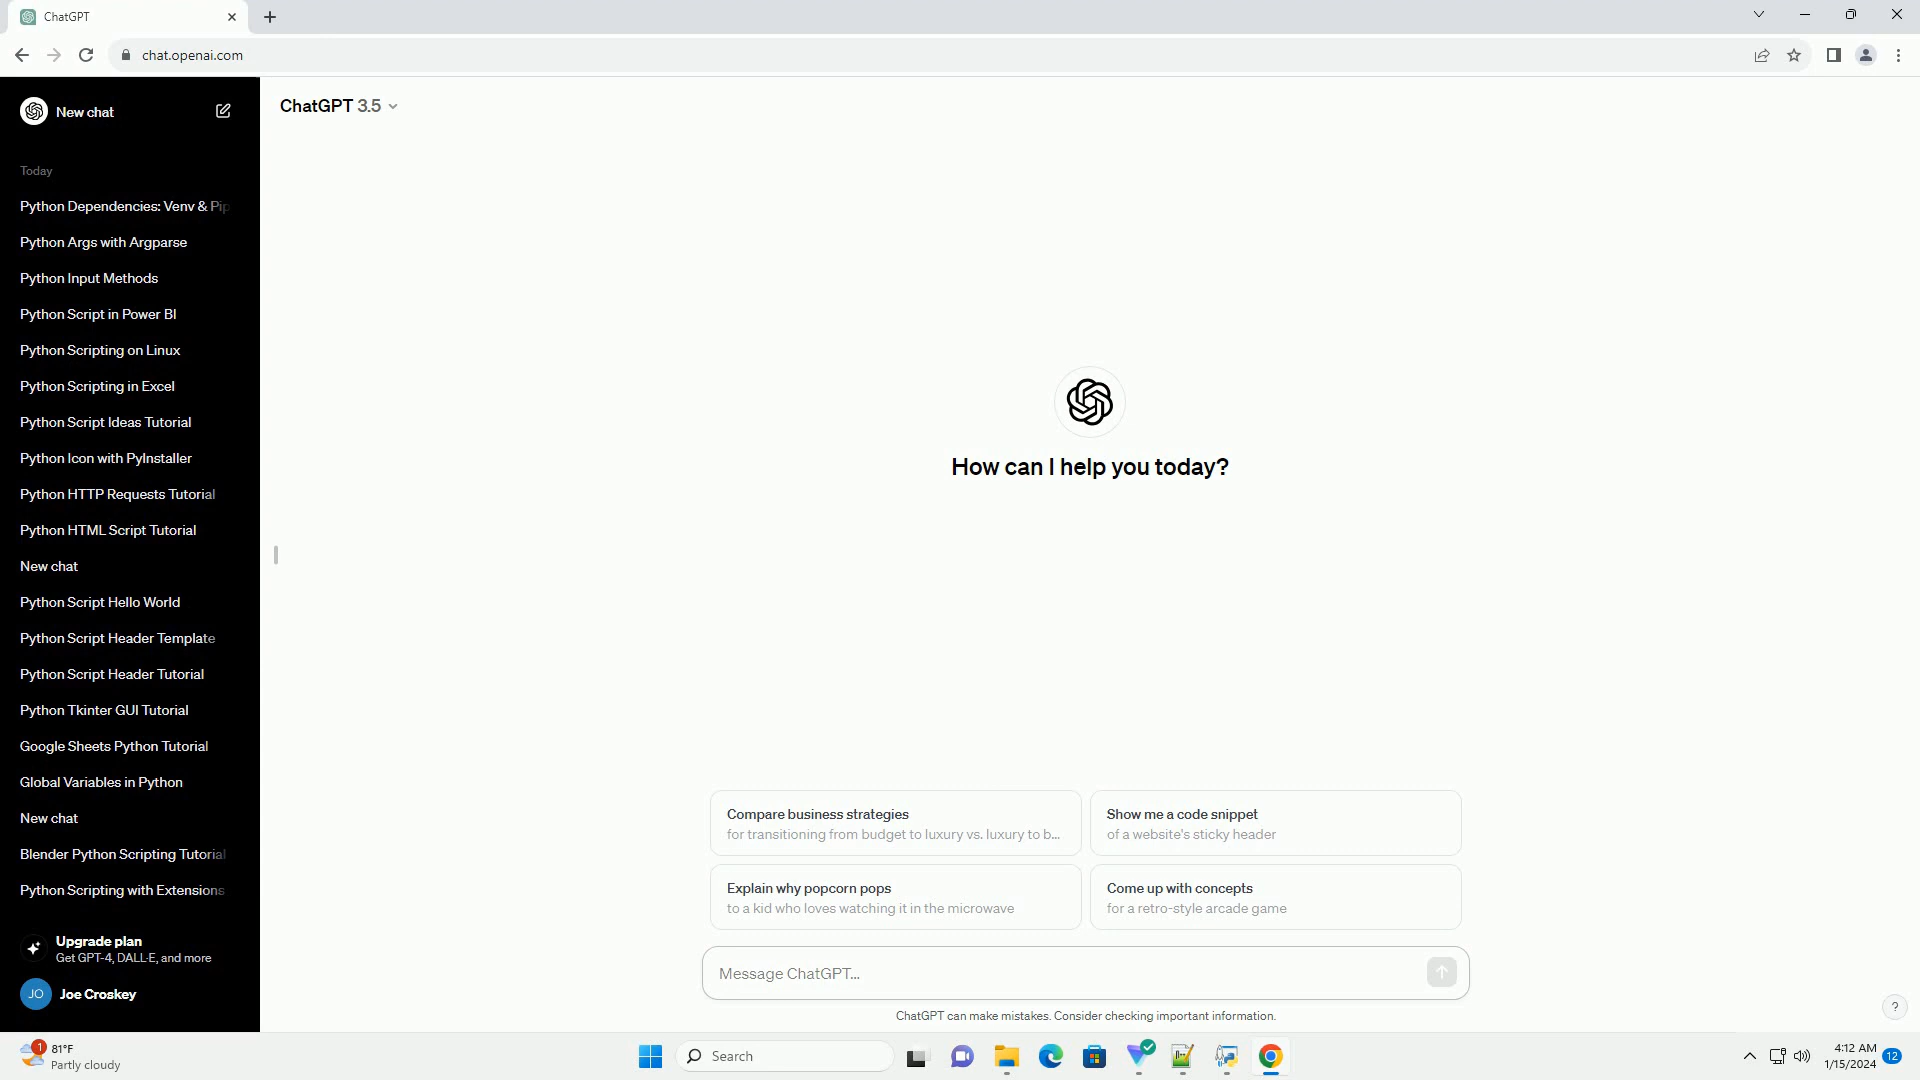 ChatGPT
chat.openai.com
New chat
ChatGPT 3.5
Today
Python Dependencies: Venv & Pip
Python Args with Argparse
Python Input Methods
Python Script in Power BI
Python Scripting on Linux
Python Scripting in Excel
Python Script Ideas Tutorial
Python Icon with PyInstaller
Python HTTP Requests Tutorial
Python HTML Script Tutorial
New chat
Python Script Hello World
Python Script Header Template
Python Script Header Tutorial
Python Tkinter GUI Tutorial
Google Sheets Python Tutorial
Global Variables in Python
New chat
Blender Python Scripting Tutorial
Python Scripting with Extensions
Upgrade plan
Get GPT-4, DALL·E, and more
JO
Joe Croskey
How can I help you today?
Compare business strategies
for transitioning from budget to luxury vs. luxury to b...
Show me a code snippet
of a website's sticky header
Explain why popcorn pops
to a kid who loves watching it in the microwave
Come up with concepts
for a retro-style arcade game
Message ChatGPT...
ChatGPT can make mistakes. Consider checking important information.
?
1
81°F
Partly cloudy
Search
4:12 AM
1/15/2024
12